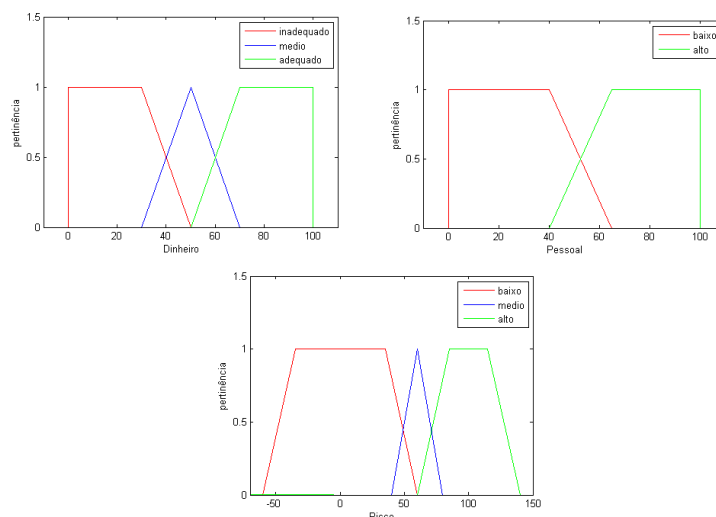 1.5
1
0.5
0
pertinência
inadequado
medio
adequado
0 20 40 60 80 100
Dinheiro
1.5
1
0.5
0
pertinência
baixo
alto
0 20 40 60 80 100
Pessoal
1.5
1
0.5
0
pertinência
baixo
medio
alto
-50 0 50 100 150